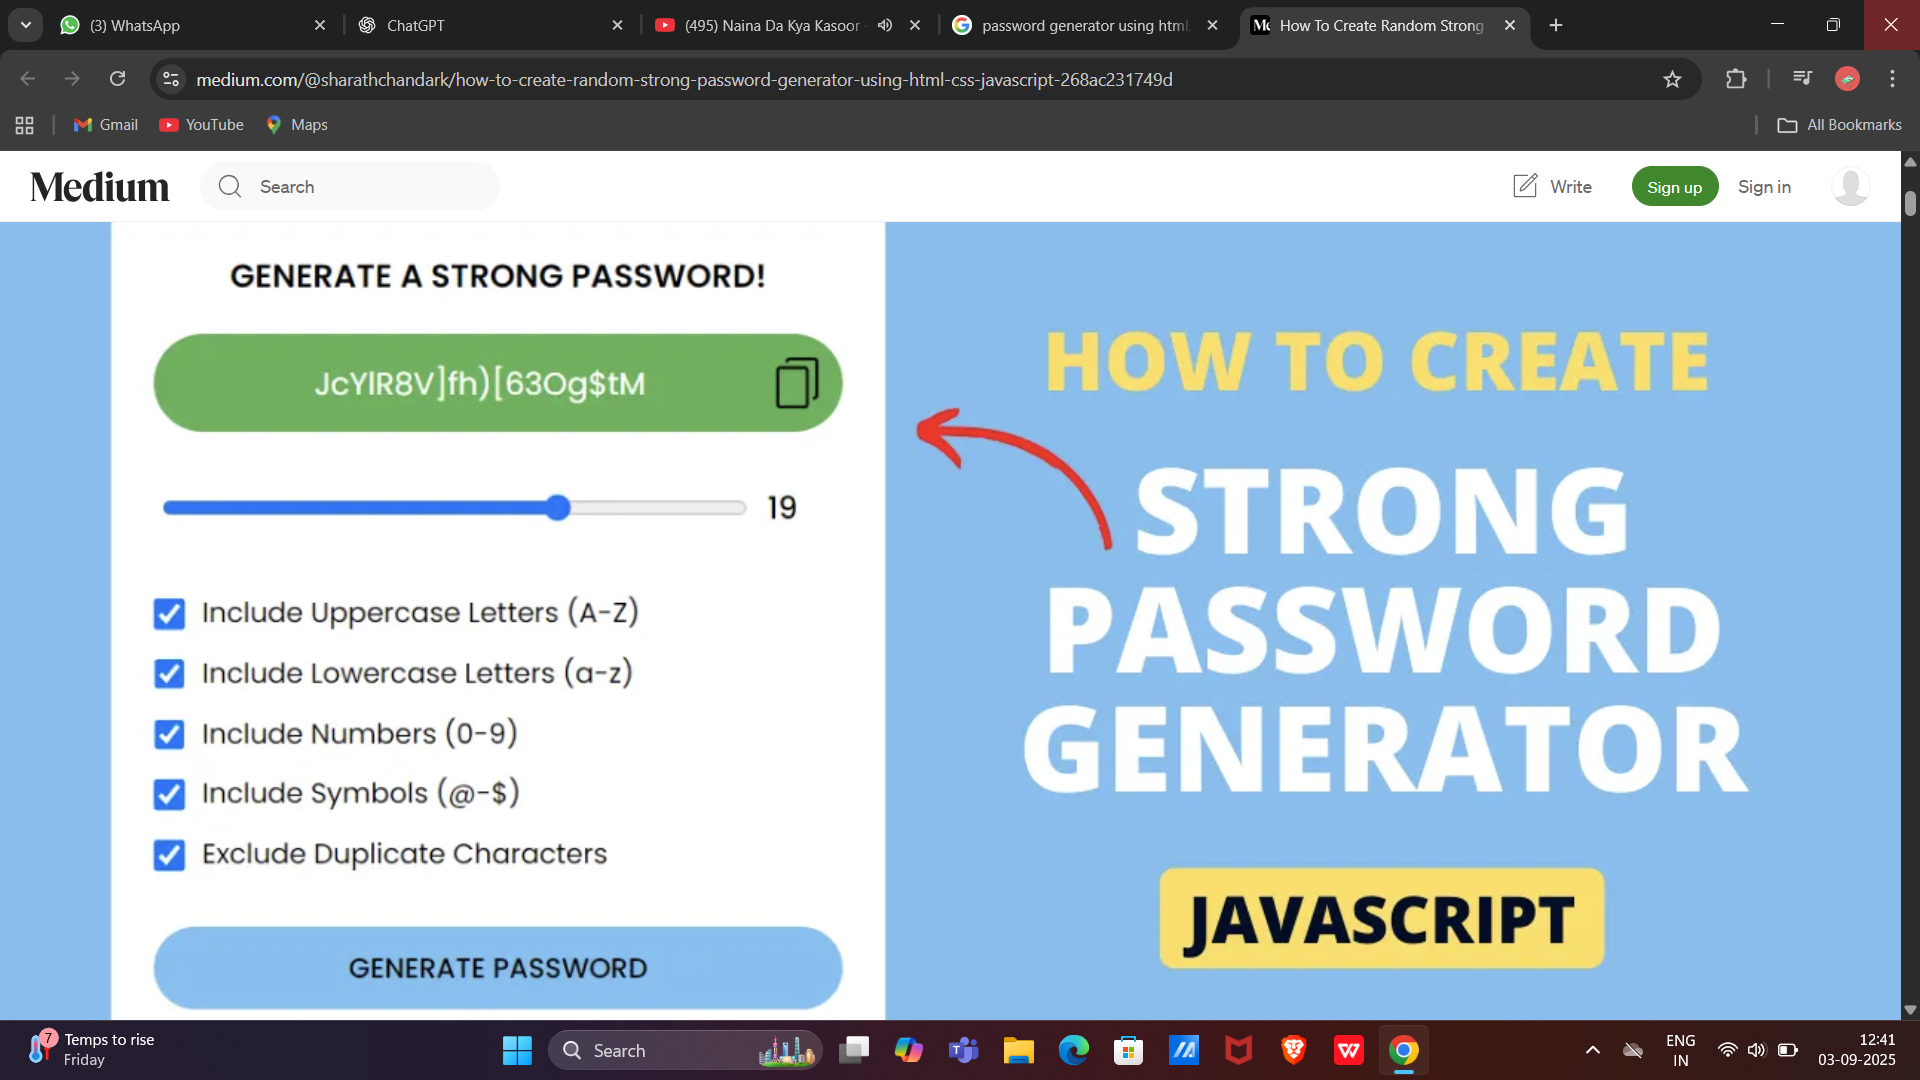 (3) WhatsApp
ChatGPT
(495) Naina Da Kya Kasoor
password generator using html,
How To Create Random Strong
medium.com/@sharathchandark/how-to-create-random-strong-password-generator-using-html-css-javascript-268ac231749d
Gmail
YouTube
Maps
All Bookmarks
Medium
Search
Write
Sign up
Sign in
GENERATE A STRONG PASSWORD!
JcYlR8V]fh)[63Og$tM
19
Include Uppercase Letters (A-Z)
Include Lowercase Letters (a-z)
Include Numbers (0-9)
Include Symbols (@-$)
Exclude Duplicate Characters
GENERATE PASSWORD
HOW TO CREATE
STRONG
PASSWORD
GENERATOR
JAVASCRIPT
7
Temps to rise
Friday
Search
ENG
IN
12:41
03-09-2025